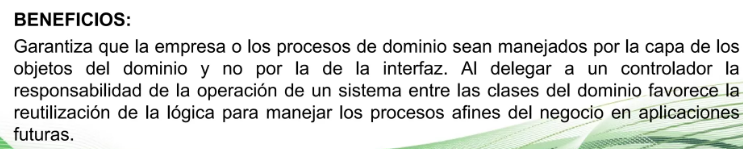 BENEFICIOS:
Garantiza que la empresa o los procesos de dominio sean manejados por la capa de los
objetos del dominio y no por la de la interfaz. Al delegar a un controlador la
responsabilidad de la operación de un sistema entre las clases del dominio favorece la
reutilización de la lógica para manejar los procesos afines del negocio en aplicaciones
futuras.